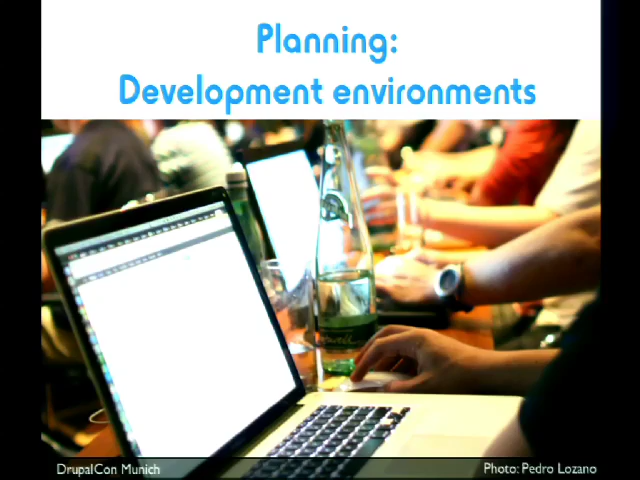 Planning:
Development environments
DrupalCon Munich
Photo: Pedro Lozano